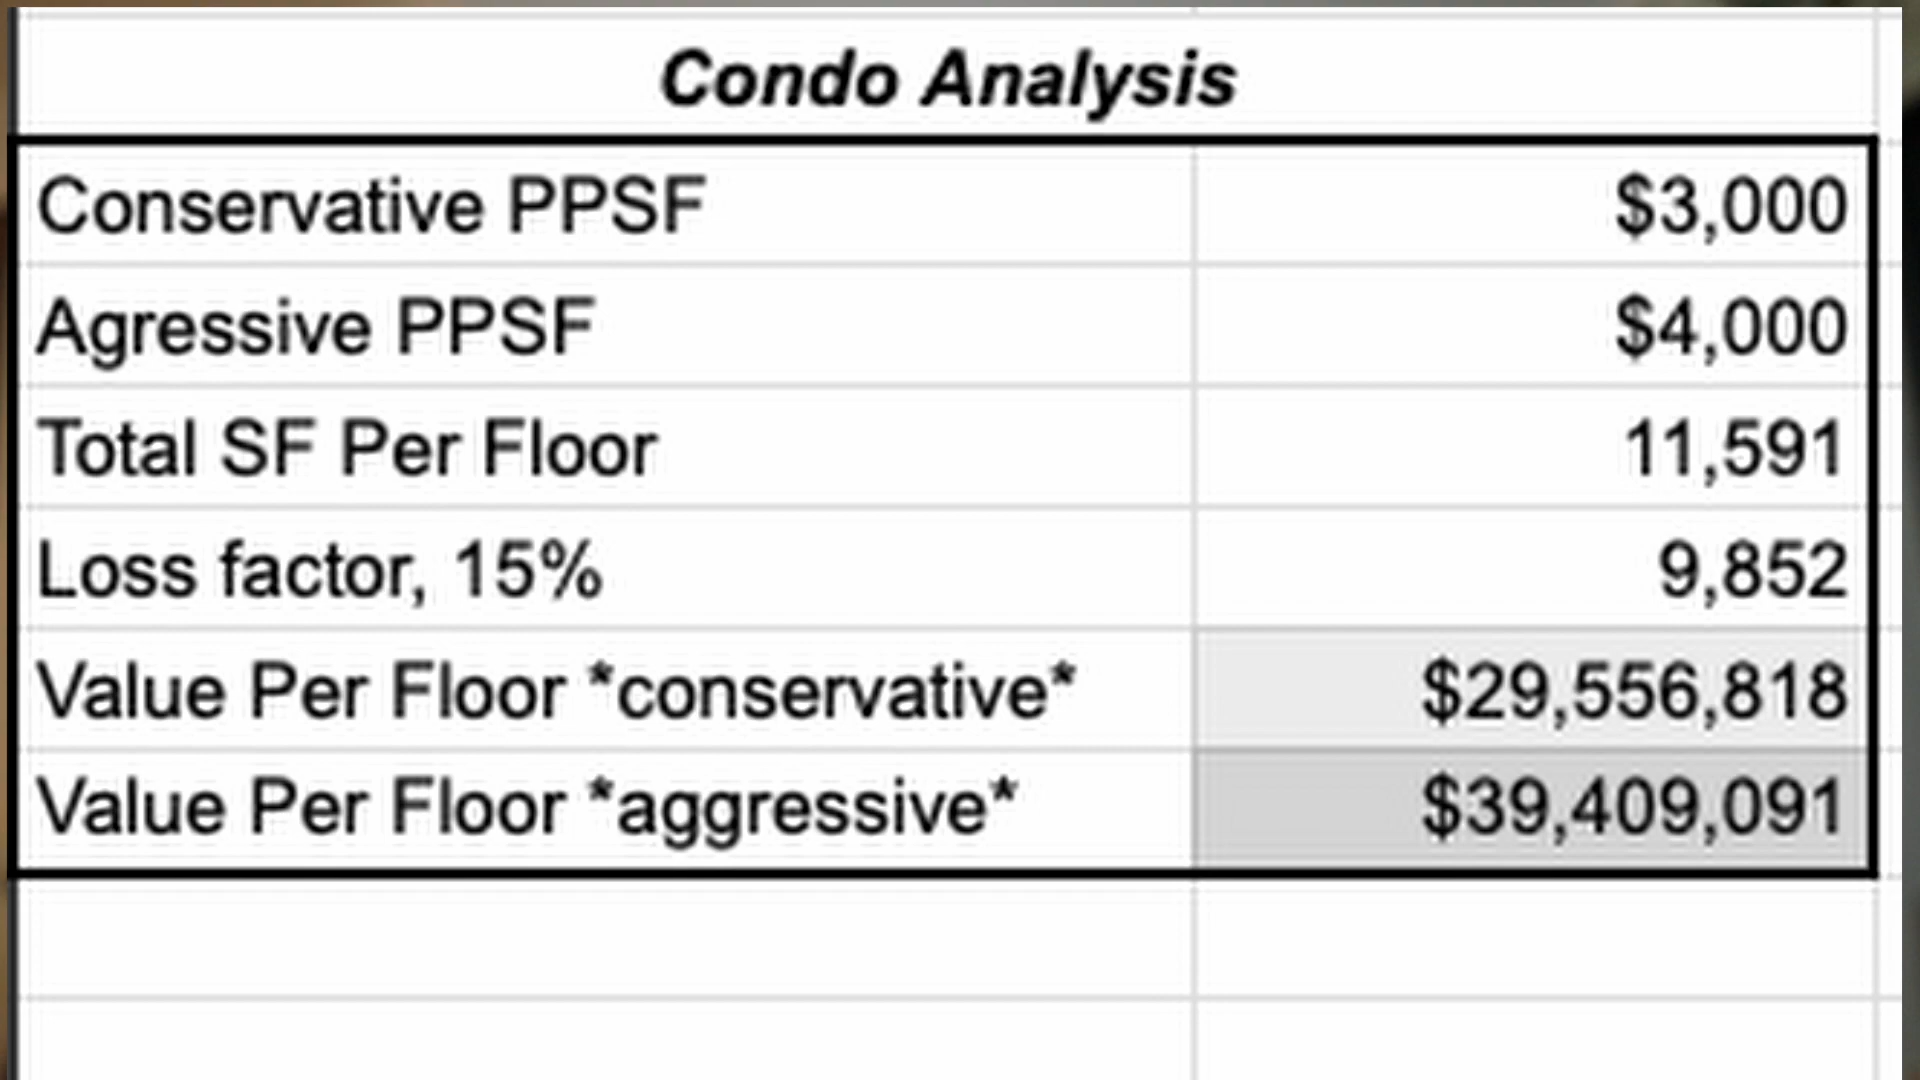 Condo Analysis
Conservative PPSF $3,000
Agressive PPSF $4,000
Total SF Per Floor 11,591
Loss factor, 15% 9,852
Value Per Floor *conservative* $29,556,818
Value Per Floor *aggressive* $39,409,091